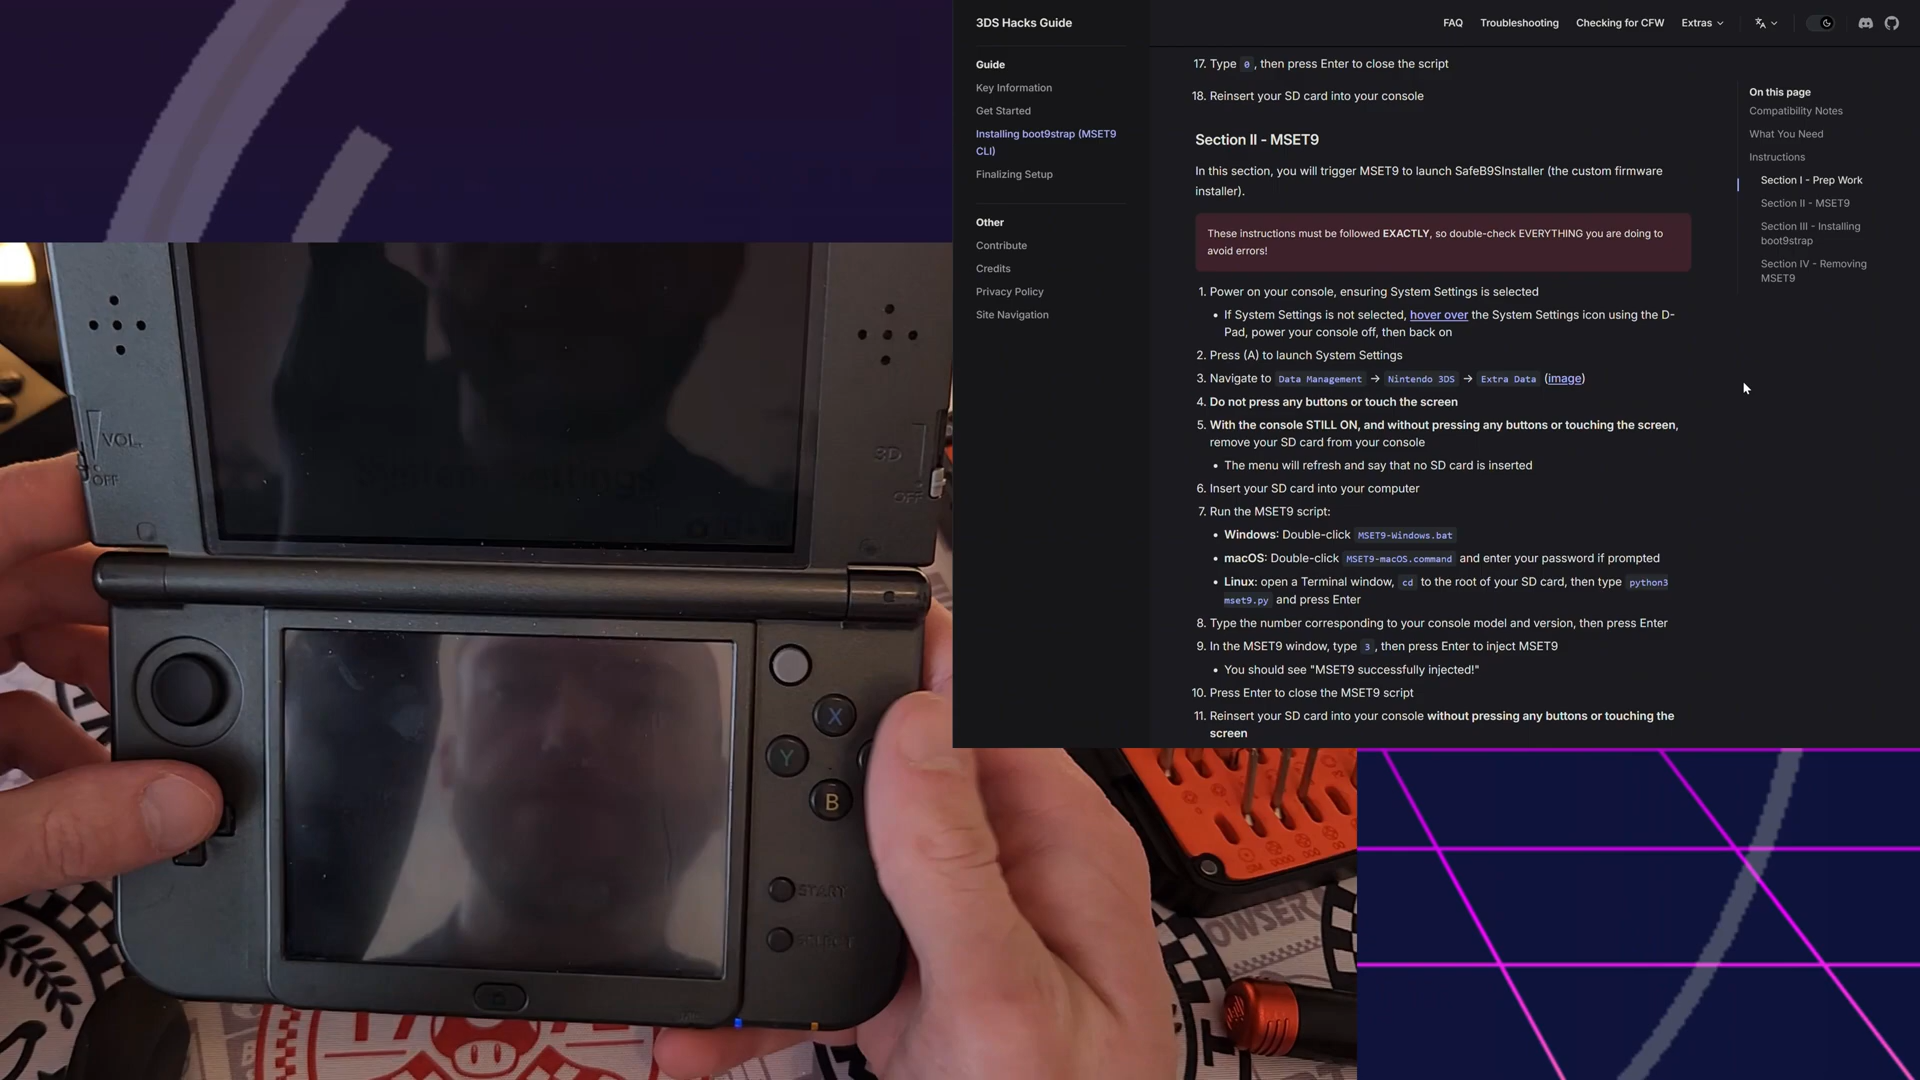 3DS Hacks Guide
FAQ
Troubleshooting
Checking for CFW
Extras
Guide
Key Information
Get Started
Installing boot9strap (MSET9
CLI)
Finalizing Setup
Other
Contribute
Credits
Privacy Policy
Site Navigation
17. Type 0, then press Enter to close the script
18. Reinsert your SD card into your console
Section II - MSET9
In this section, you will trigger MSET9 to launch SafeB9SInstaller (the custom firmware
installer).
These instructions must be followed EXACTLY, so double-check EVERYTHING you are doing to
avoid errors!
1. Power on your console, ensuring System Settings is selected
• If System Settings is not selected, hover over the System Settings icon using the D-
Pad, power your console off, then back on
2. Press (A) to launch System Settings
3. Navigate to Data Management → Nintendo 3DS → Extra Data (image)
4. Do not press any buttons or touch the screen
5. With the console STILL ON, and without pressing any buttons or touching the screen,
remove your SD card from your console
• The menu will refresh and say that no SD card is inserted
6. Insert your SD card into your computer
7. Run the MSET9 script:
• Windows: Double-click MSET9-Windows.bat
• macOS: Double-click MSET9-macOS.command and enter your password if prompted
• Linux: open a Terminal window, cd to the root of your SD card, then type python3
mset9.py and press Enter
8. Type the number corresponding to your console model and version, then press Enter
9. In the MSET9 window, type 3, then press Enter to inject MSET9
• You should see "MSET9 successfully injected!"
10. Press Enter to close the MSET9 script
11. Reinsert your SD card into your console without pressing any buttons or touching the
screen
On this page
Compatibility Notes
What You Need
Instructions
Section I - Prep Work
Section II - MSET9
Section III - Installing
boot9strap
Section IV - Removing
MSET9
VOL.
OFF
3D
OFF
System Settings
X
Y
B
START
SELECT
OWSER